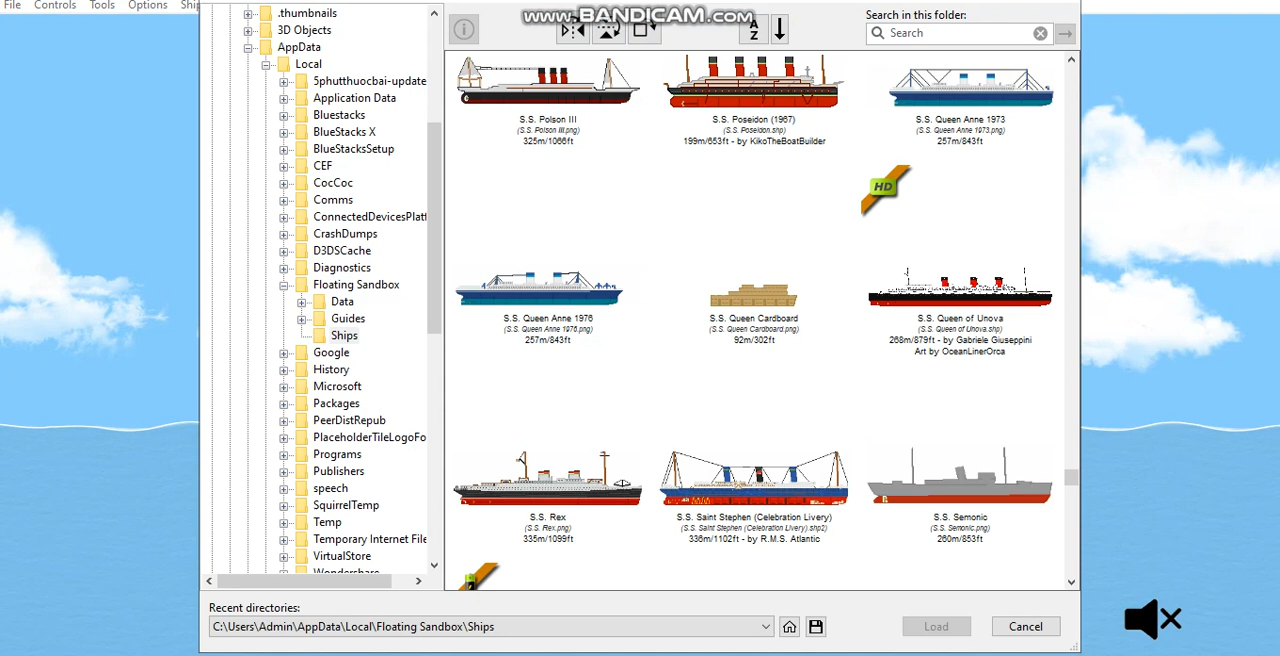 File Controls Tools Options Shi
www.BANDICAM.com
.thumbnails
3D Objects
AppData
Local
5phutthuocbai-update
Application Data
Bluestacks
BlueStacks X
BlueStacksSetup
CEF
CocCoc
Comms
ConnectedDevicesPlatf
CrashDumps
D3DSCache
Diagnostics
Floating Sandbox
Data
Guides
Ships
Google
History
Microsoft
Packages
PeerDistRepub
PlaceholderTileLogoFo
Programs
Publishers
speech
SquirrelTemp
Temp
Temporary Internet File
VirtualStore
Wondershare
A
Z
Search in this folder:
Search
S.S. Polson III
(S.S. Polson III.png)
325m/1066ft
S.S. Poseidon (1967)
(S.S. Poseidon.shp)
199m/653ft - by KikoTheBoatBuilder
S.S. Queen Anne 1973
(S.S. Queen Anne 1973.png)
257m/843ft
HD
S.S. Queen Anne 1976
(S.S. Queen Anne 1976.png)
257m/843ft
S.S. Queen Cardboard
(S.S. Queen Cardboard.png)
92m/302ft
S.S. Queen of Unova
(S.S. Queen of Unova.shp)
268m/879ft - by Gabriele Giuseppini
Art by OceanLinerOrca
S.S. Rex
(S.S. Rex.png)
335m/1099ft
S.S. Saint Stephen (Celebration Livery)
(S.S. Saint Stephen (Celebration Livery).shp2)
336m/1102ft - by R.M.S. Atlantic
S.S. Semonic
(S.S. Semonic.png)
260m/853ft
Recent directories:
C:\Users\Admin\AppData\Local\Floating Sandbox\Ships
Load
Cancel